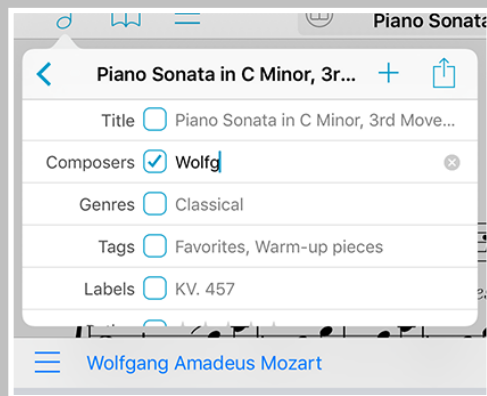 Piano Sonata
Piano Sonata in C Minor, 3r...
Title Piano Sonata in C Minor, 3rd Move...
Composers Wolfg
Genres Classical
Tags Favorites, Warm-up pieces
Labels KV. 457
Wolfgang Amadeus Mozart